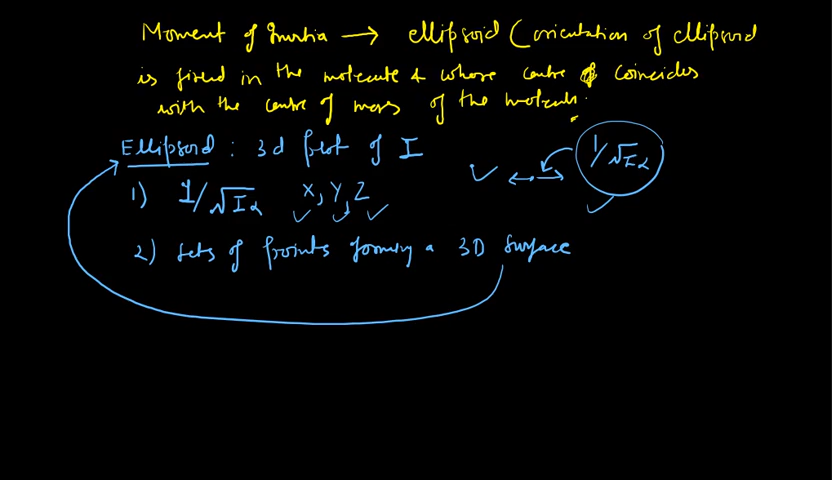 Moment of Inertia → ellipsoid (orientation of ellipsoid
is fixed in the molecule & whose centre of coincides
with the centre of mass of the molecule.
Ellipsoid : 3d plot of I
1) 1/√Iα X, Y, Z
1/√Iα
2) sets of points forming a 3D surface